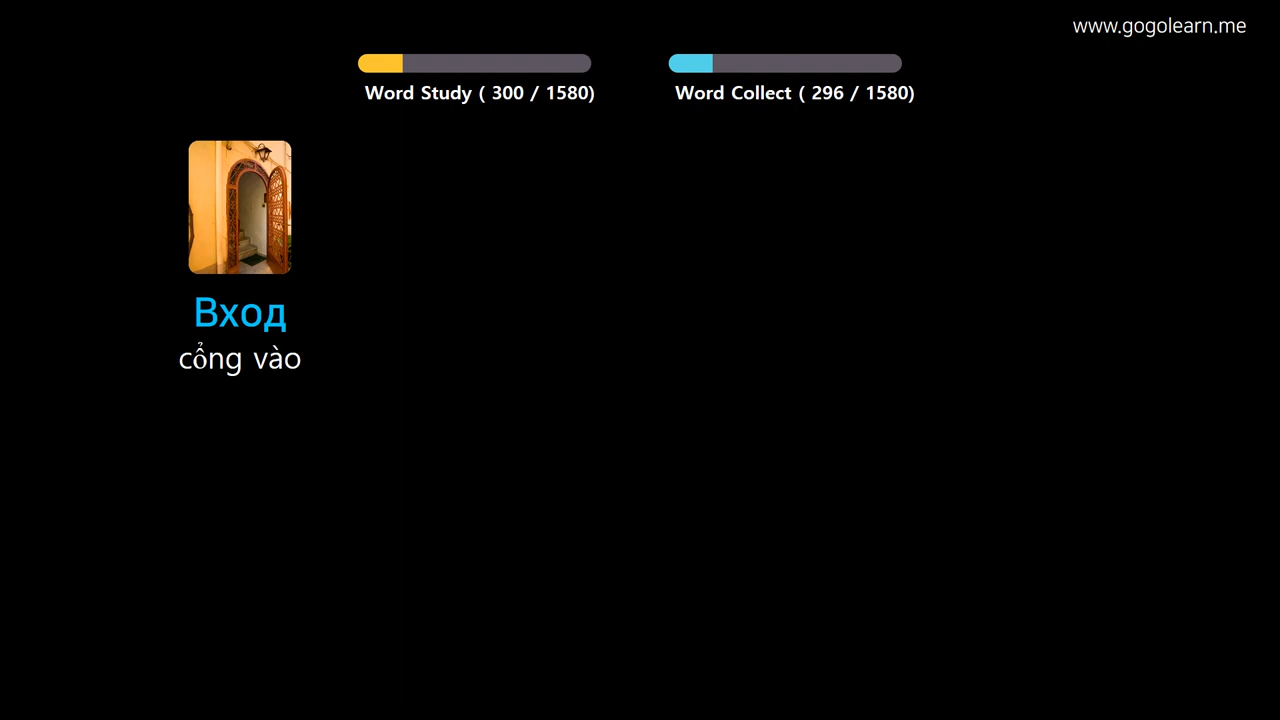 www.gogolearn.me
Word Study ( 300 / 1580)
Word Collect ( 296 / 1580)
Вход
cổng vào